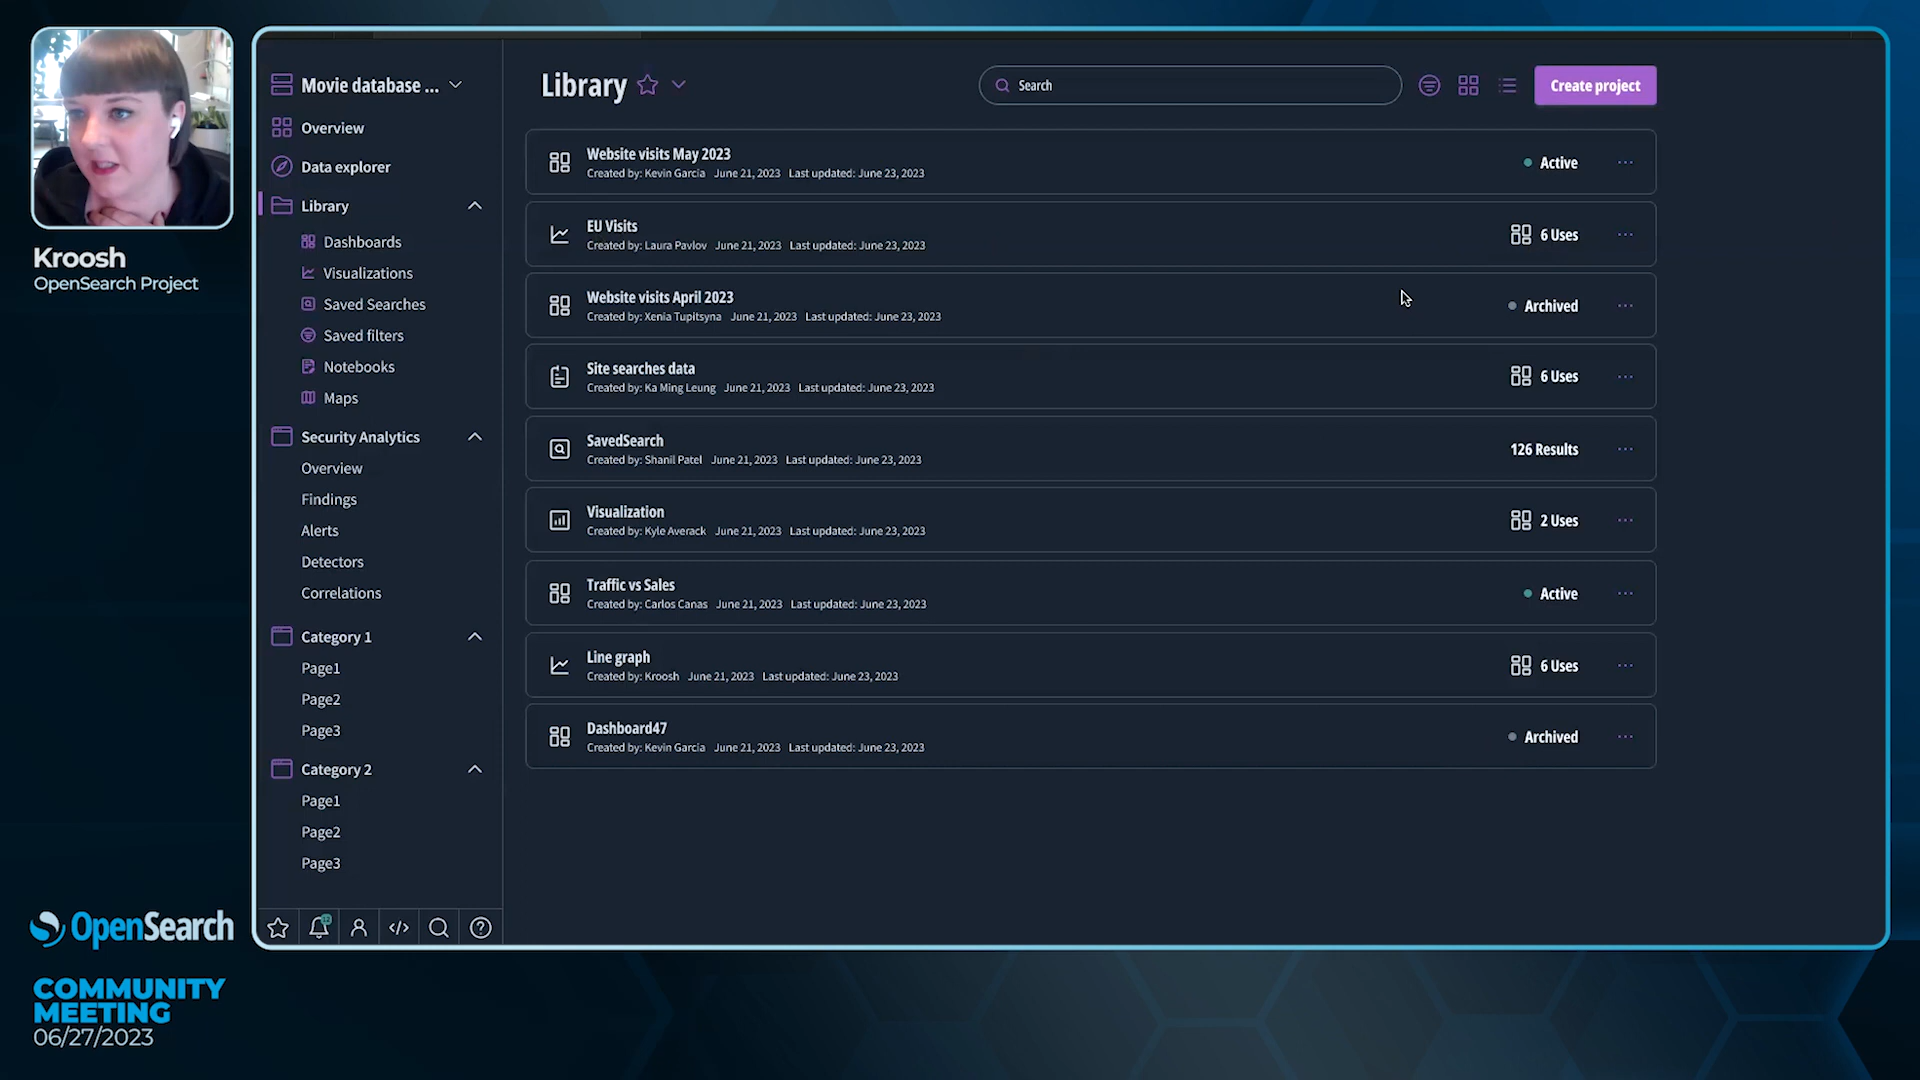 Kroosh
OpenSearch Project
Movie database ...
Overview
Data explorer
Library
Dashboards
Visualizations
Saved Searches
Saved filters
Notebooks
Maps
Security Analytics
Overview
Findings
Alerts
Detectors
Correlations
Category 1
Page1
Page2
Page3
Category 2
Page1
Page2
Page3
Library
Search
Create project
Website visits May 2023
Created by: Kevin Garcia June 21, 2023 Last updated: June 23, 2023
Active
EU Visits
Created by: Laura Pavlov June 21, 2023 Last updated: June 23, 2023
6 Uses
Website visits April 2023
Created by: Xenia Tupitsyna June 21, 2023 Last updated: June 23, 2023
Archived
Site searches data
Created by: Ka Ming Leung June 21, 2023 Last updated: June 23, 2023
6 Uses
SavedSearch
Created by: Shanil Patel June 21, 2023 Last updated: June 23, 2023
126 Results
Visualization
Created by: Kyle Averack June 21, 2023 Last updated: June 23, 2023
2 Uses
Traffic vs Sales
Created by: Carlos Canas June 21, 2023 Last updated: June 23, 2023
Active
Line graph
Created by: Kroosh June 21, 2023 Last updated: June 23, 2023
6 Uses
Dashboard47
Created by: Kevin Garcia June 21, 2023 Last updated: June 23, 2023
Archived
OpenSearch
COMMUNITY
MEETING
06/27/2023